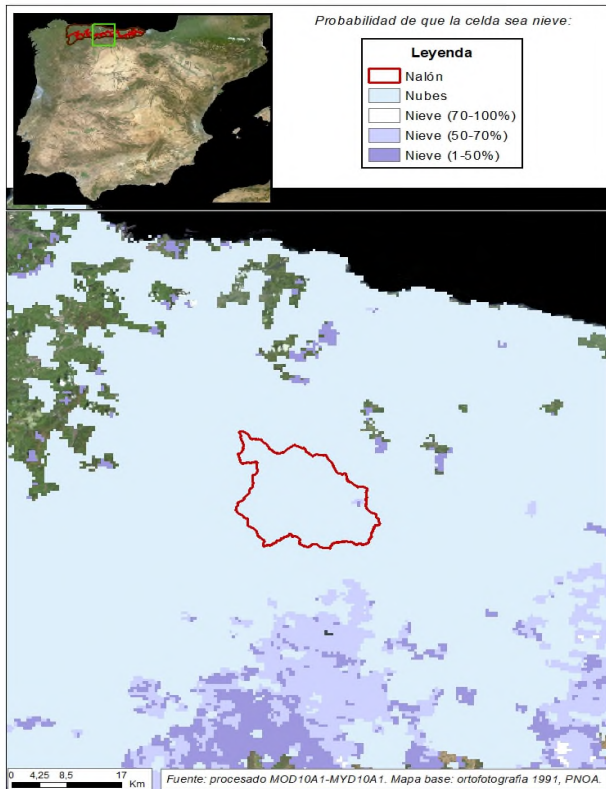 Probabilidad de que la celda sea nieve:
Leyenda
Nalón
Nubes
Nieve (70-100%)
Nieve (50-70%)
Nieve (1-50%)
0 4,25 8,5 17
Km
Fuente: procesado MOD10A1-MYD10A1. Mapa base: ortofotografia 1991, PNOA.